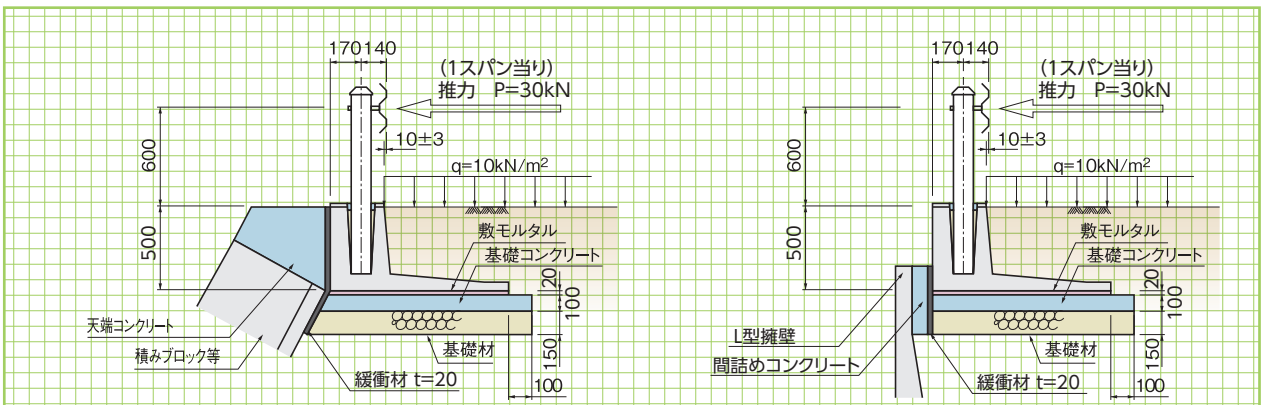 170 140
(1スパン当り)
推力 P=30kN
10±3
600
q=10kN/m²
500
敷モルタル
基礎コンクリート
20
100
天端コンクリート
積みブロック等
基礎材
150
緩衝材 t=20
100
170 140
(1スパン当り)
推力 P=30kN
10±3
600
q=10kN/m²
500
敷モルタル
基礎コンクリート
20
100
L型擁壁
間詰めコンクリート
基礎材
150
緩衝材 t=20
100